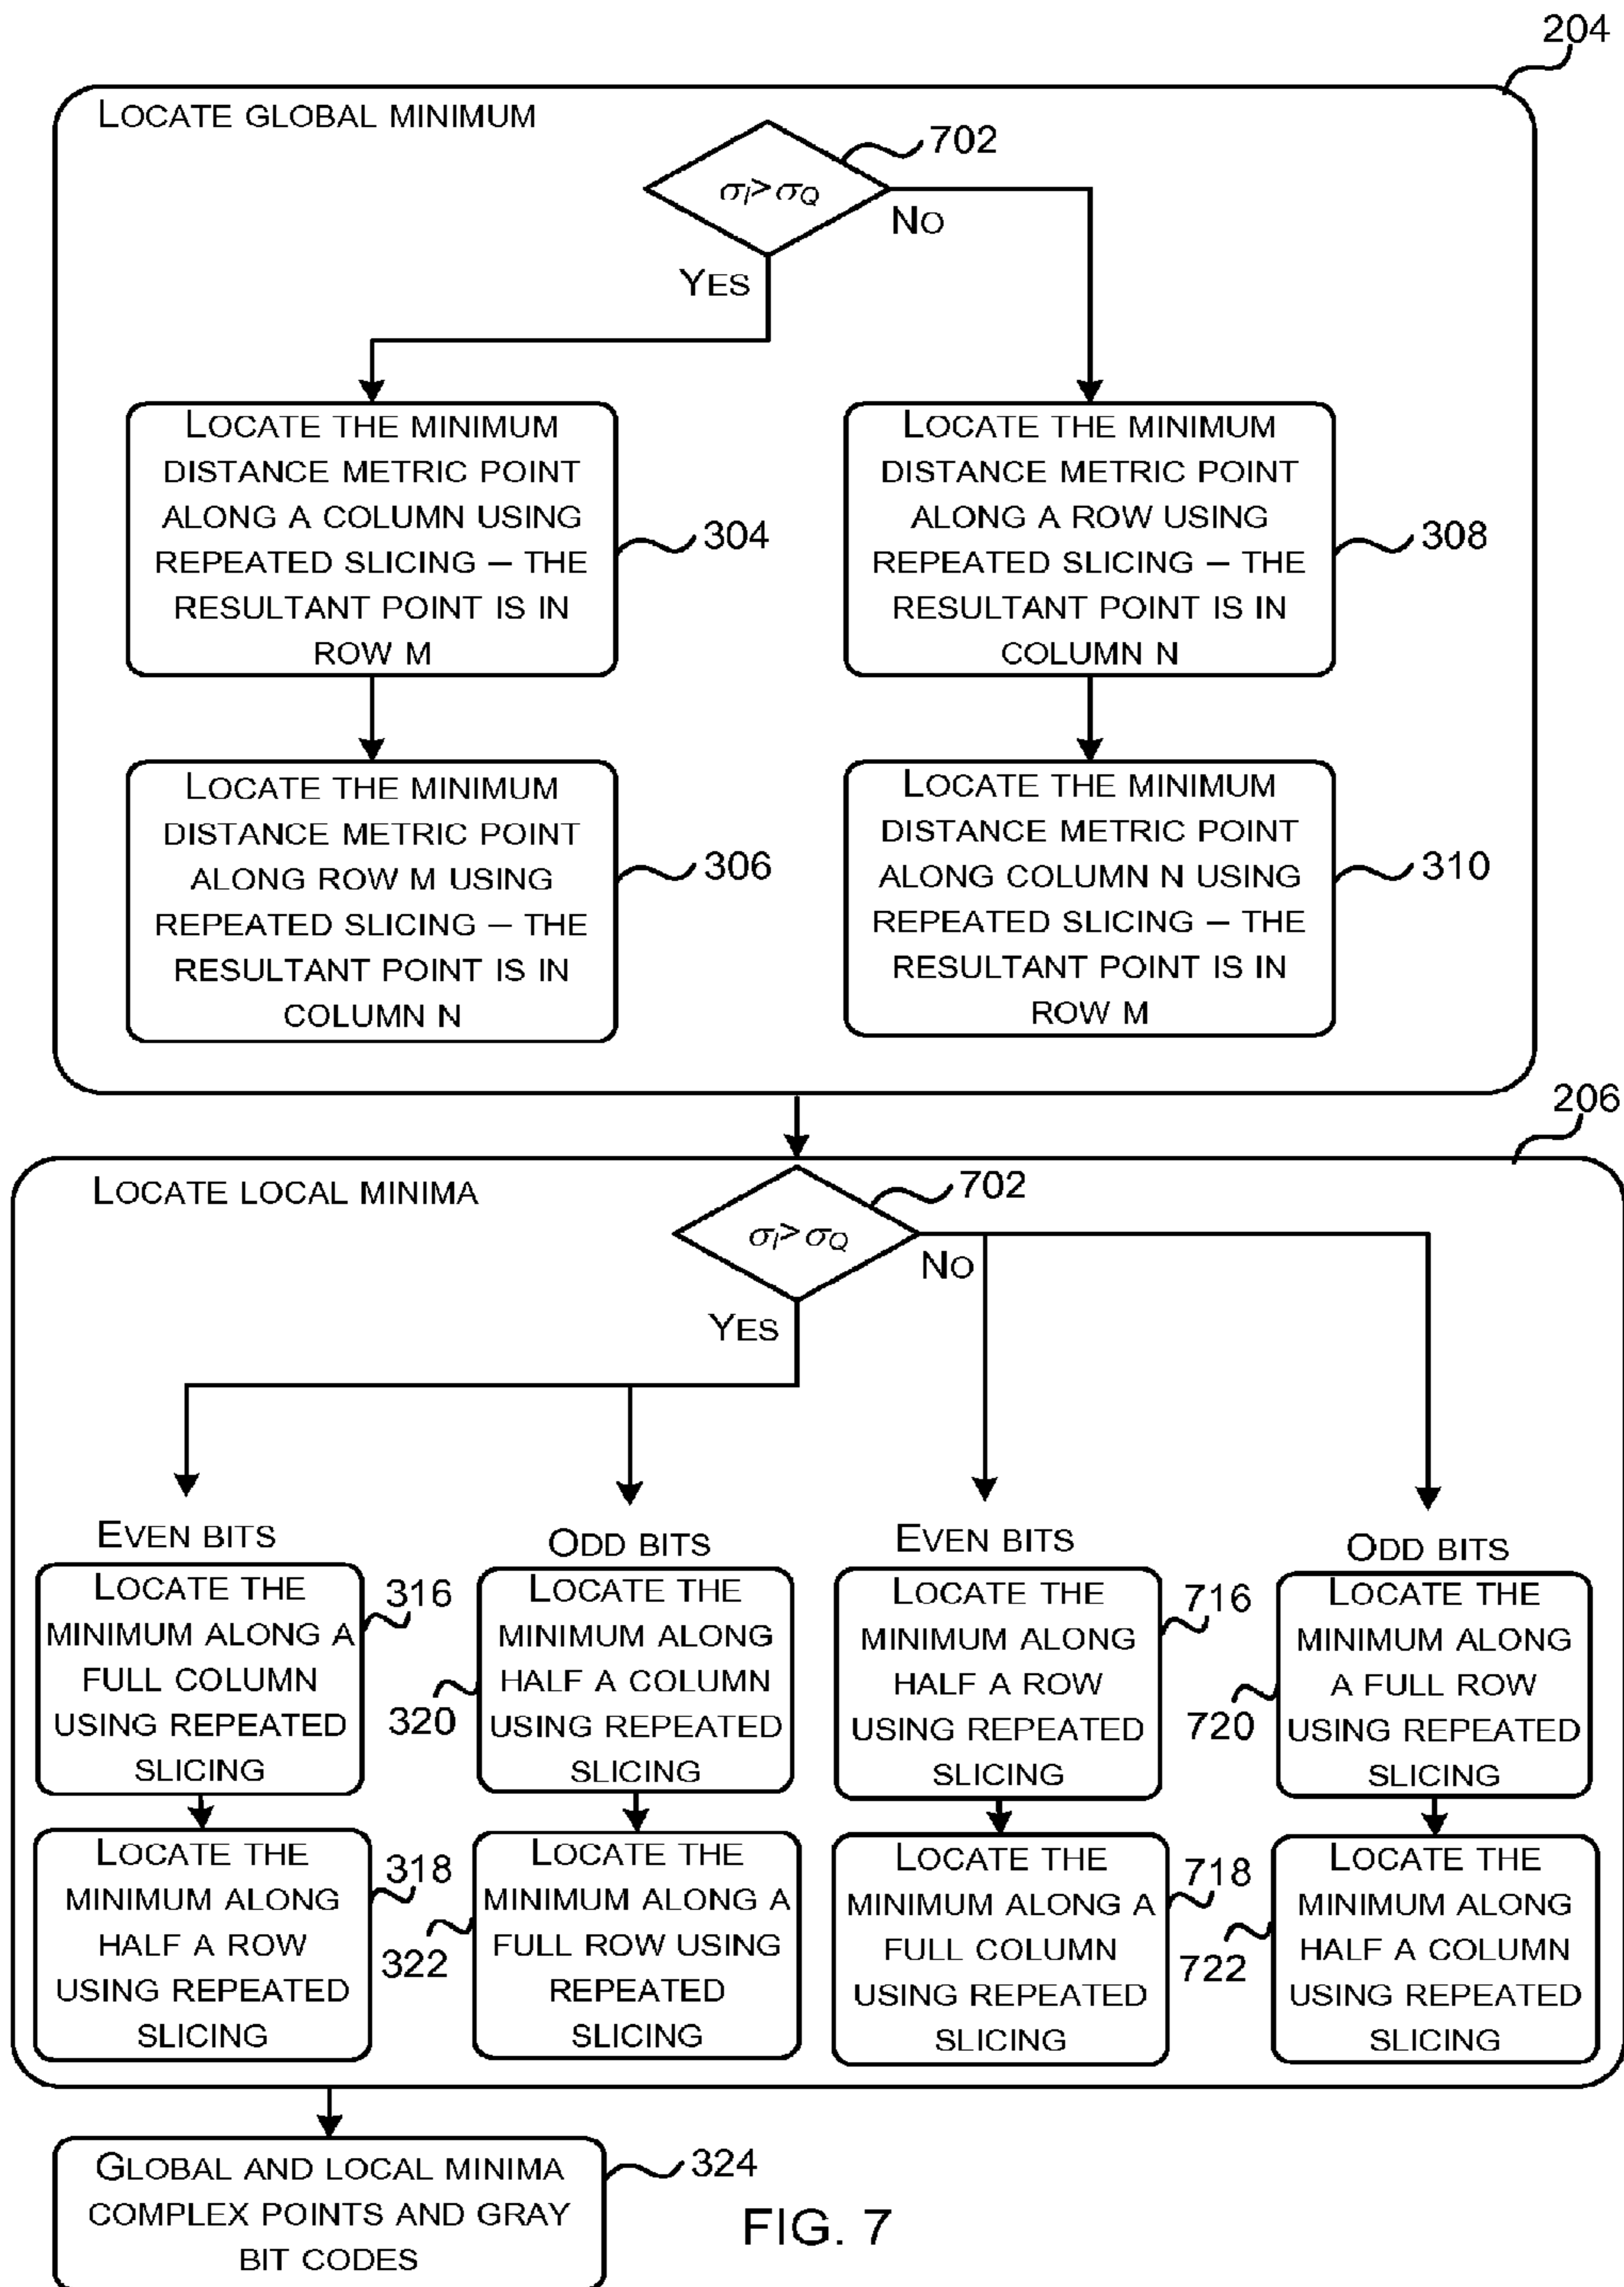 204
LOCATE GLOBAL MINIMUM
702
σI>σQ
NO
YES
LOCATE THE MINIMUM
DISTANCE METRIC POINT
ALONG A COLUMN USING
REPEATED SLICING – THE
RESULTANT POINT IS IN
ROW M
304
LOCATE THE MINIMUM
DISTANCE METRIC POINT
ALONG A ROW USING
REPEATED SLICING – THE
RESULTANT POINT IS IN
COLUMN N
308
LOCATE THE MINIMUM
DISTANCE METRIC POINT
ALONG ROW M USING
REPEATED SLICING – THE
RESULTANT POINT IS IN
COLUMN N
306
LOCATE THE MINIMUM
DISTANCE METRIC POINT
ALONG COLUMN N USING
REPEATED SLICING – THE
RESULTANT POINT IS IN
ROW M
310
206
LOCATE LOCAL MINIMA
702
σI>σQ
NO
YES
EVEN BITS
LOCATE THE
MINIMUM ALONG A
FULL COLUMN
USING REPEATED
SLICING
316
ODD BITS
LOCATE THE
MINIMUM ALONG
HALF A COLUMN
USING REPEATED
SLICING
320
EVEN BITS
LOCATE THE
MINIMUM ALONG
HALF A ROW
USING REPEATED
SLICING
716
ODD BITS
LOCATE THE
MINIMUM ALONG
A FULL ROW
USING REPEATED
SLICING
720
LOCATE THE
MINIMUM ALONG
HALF A ROW
USING REPEATED
SLICING
318
LOCATE THE
MINIMUM ALONG A
FULL ROW USING
REPEATED
SLICING
322
LOCATE THE
MINIMUM ALONG A
FULL COLUMN
USING REPEATED
SLICING
718
LOCATE THE
MINIMUM ALONG
HALF A COLUMN
USING REPEATED
SLICING
722
GLOBAL AND LOCAL MINIMA
COMPLEX POINTS AND GRAY
BIT CODES
324
FIG. 7